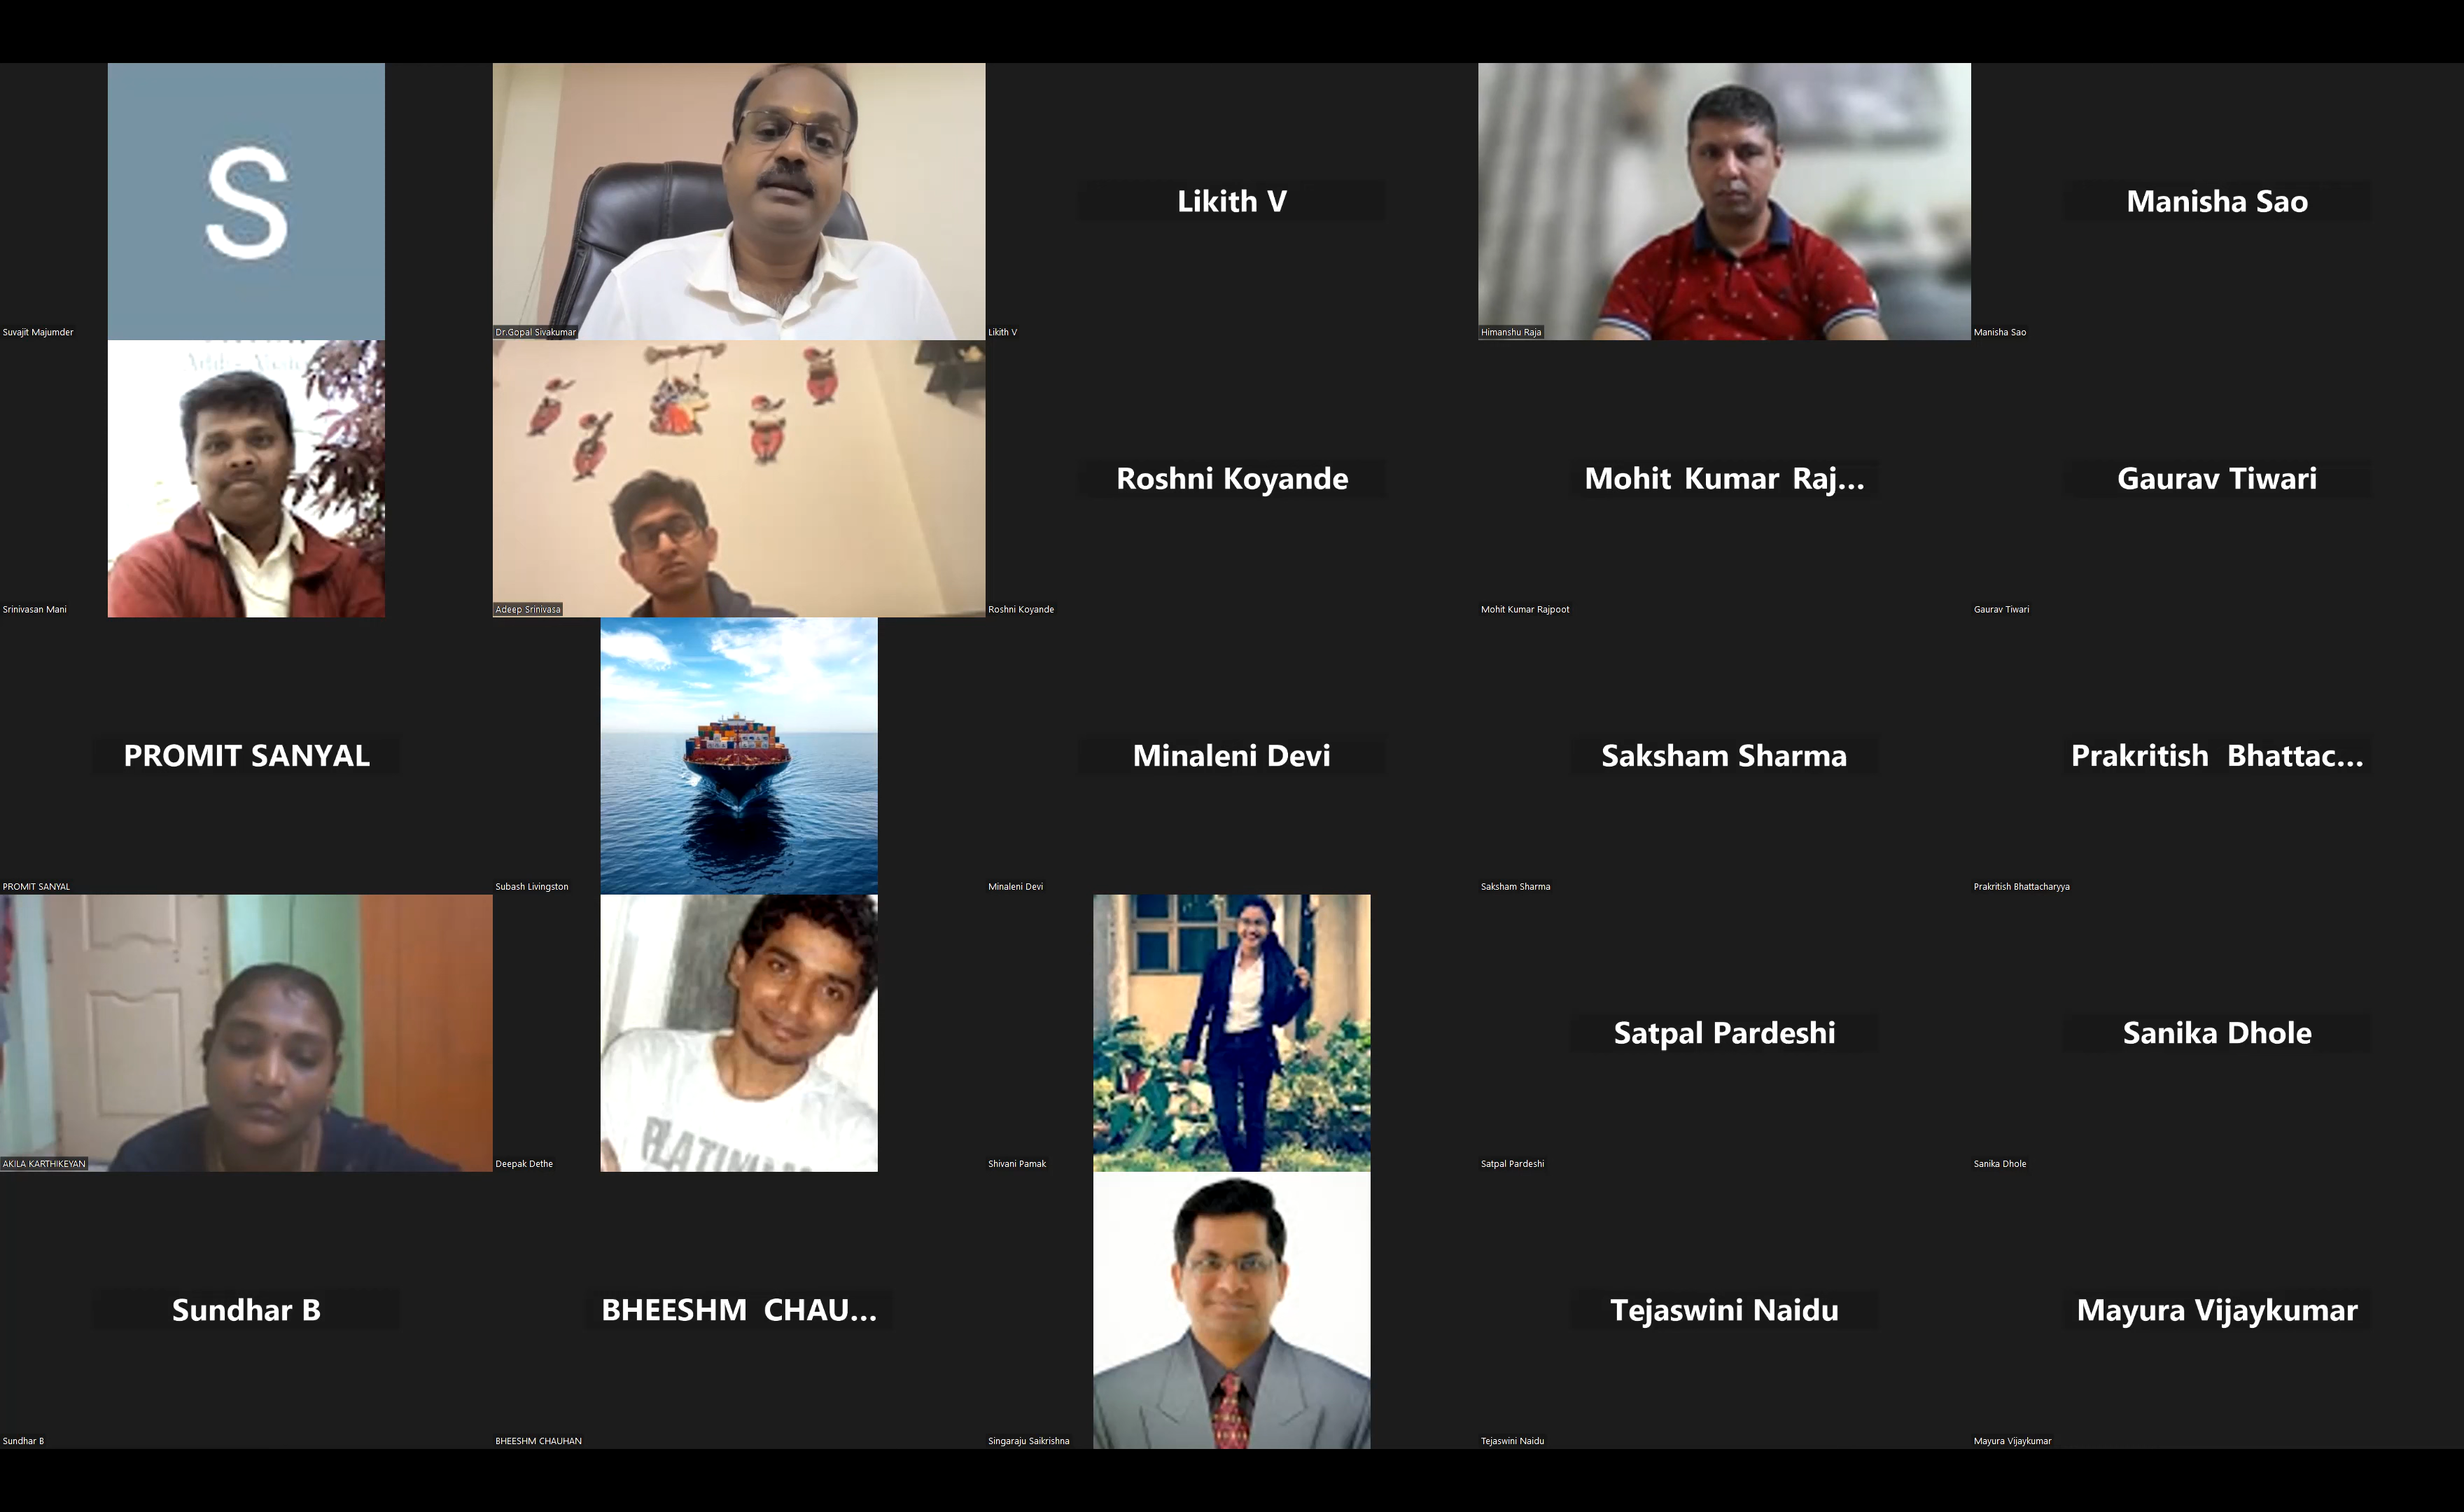 S
Suvajit Majumder
Dr.Gopal Sivakumar
Likith V
Likith V
Himanshu Raja
Manisha Sao
Manisha Sao
Srinivasan Mani
Adeep Srinivasa
Roshni Koyande
Roshni Koyande
Mohit Kumar Raj...
Mohit Kumar Rajpoot
Gaurav Tiwari
Gaurav Tiwari
PROMIT SANYAL
PROMIT SANYAL
Subash Livingston
Minaleni Devi
Minaleni Devi
Saksham Sharma
Saksham Sharma
Prakritish Bhattac...
Prakritish Bhattacharyya
AKILA KARTHIKEYAN
Deepak Dethe
Shivani Pamak
Satpal Pardeshi
Satpal Pardeshi
Sanika Dhole
Sanika Dhole
Sundhar B
Sundhar B
BHEESHM CHAU...
BHEESHM CHAUHAN
Singaraju Saikrishna
Tejaswini Naidu
Tejaswini Naidu
Mayura Vijaykumar
Mayura Vijaykumar